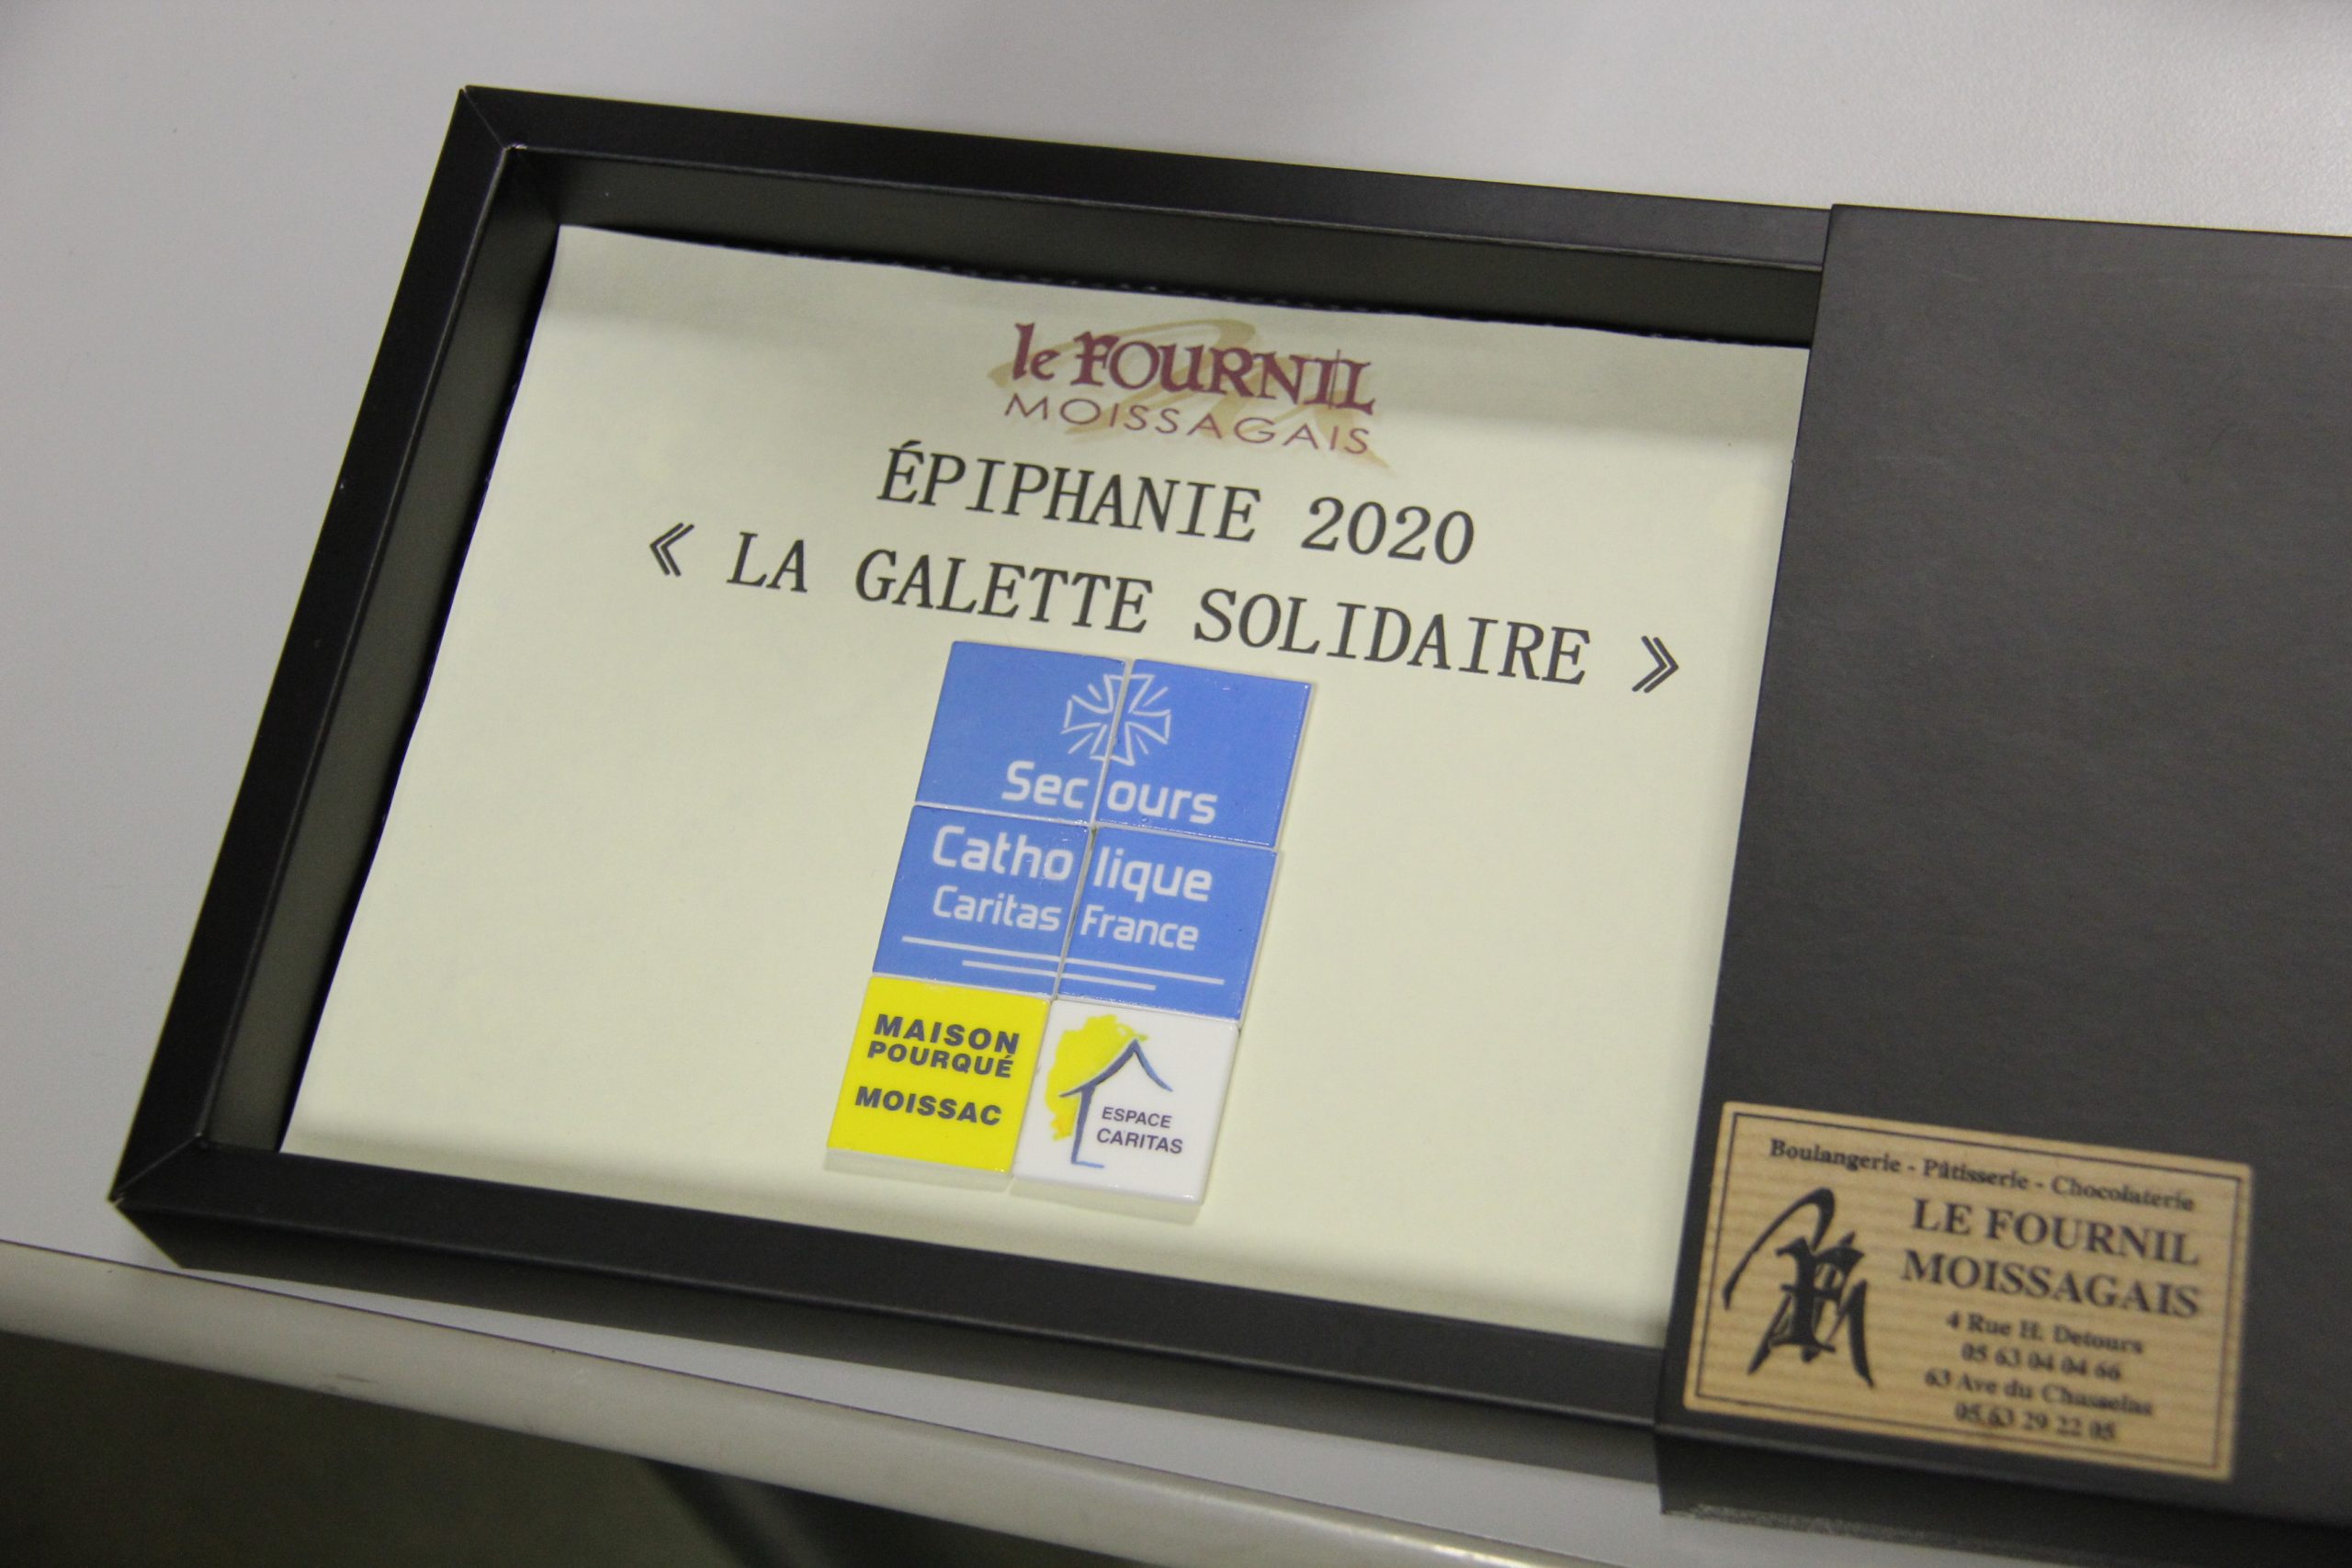 le FOURNIL
MOISSAGAIS
ÉPIPHANIE 2020
« LA GALETTE SOLIDAIRE »
Secours
Catholique
Caritas France
MAISON
POURQUÉ
MOISSAC
ESPACE
CARITAS
Boulangerie - Pâtisserie - Chocolaterie
LE FOURNIL
MOISSAGAIS
4 Rue H. Detours
05 63 04 04 66
63 Ave du Chasselas
05 63 29 22 05